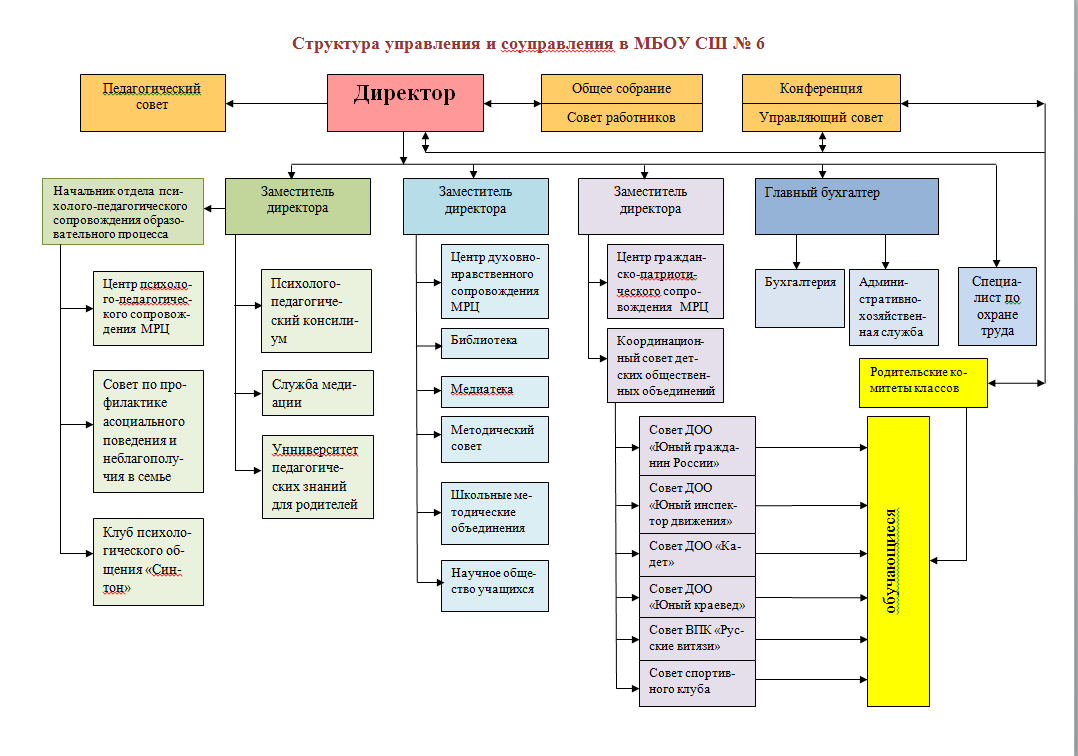 Структура управления и соуправления в МБОУ СШ № 6
Педагогический
совет
Директор
Общее собрание
Совет работников
Конференция
Управляющий совет
Начальник отдела пси-
холого-педагогического
сопровождения образо-
вательного процесса
Заместитель
директора
Заместитель
директора
Заместитель
директора
Главный бухгалтер
Центр психоло-
го-педагогичес-
кого сопровож-
дения МРЦ
Совет по про-
филактике
асоциального
поведения и
неблагополу-
чия в семье
Клуб психоло-
гического об-
щения «Син-
тон»
Психолого-
педагогиче-
ский консили-
ум
Служба меди-
ации
Унниверситет
педагогиче-
ских знаний
для родителей
Центр духовно-
нравственного
сопровождения
МРЦ
Библиотека
Медиатека
Методический
совет
Школьные ме-
тодические
объединения
Научное обще-
ство учащихся
Центр граждан-
ско-патриоти-
ческого сопро-
вождения МРЦ
Координацион-
ный совет дет-
ских обществен-
ных объединений
Совет ДОО
«Юный гражда-
нин России»
Совет ДОО
«Юный инспек-
тор движения»
Совет ДОО «Ка-
дет»
Совет ДОО
«Юный краевед»
Совет ВПК «Рус-
ские витязи»
Совет спортив-
ного клуба
Бухгалтерия
Админи-
стративно-
хозяйствен-
ная служба
Специа-
лист по
охране
труда
Родительские ко-
митеты классов
обучающиеся